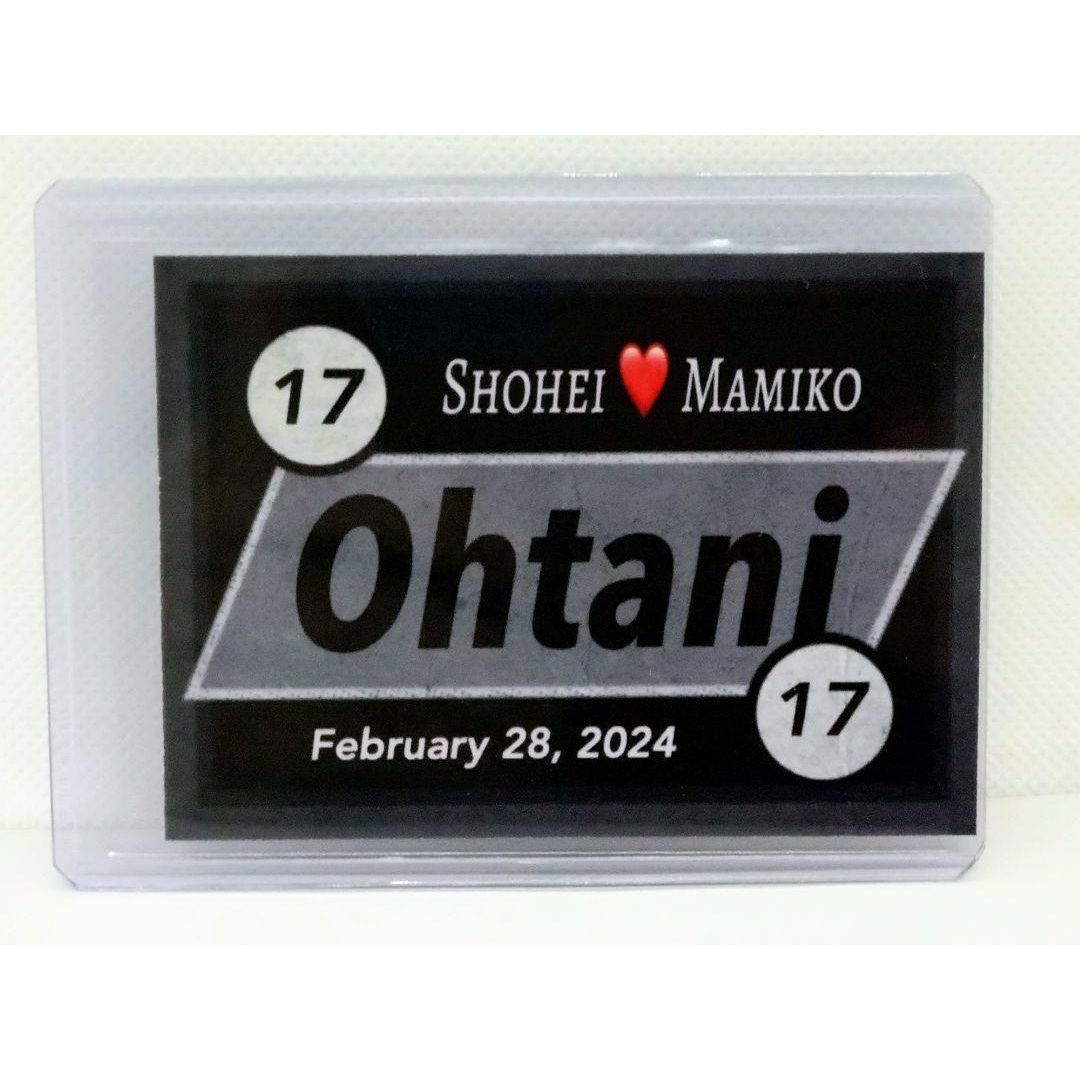 17
SHOHEI ❤️ MAMIKO
Ohtani
17
February 28, 2024